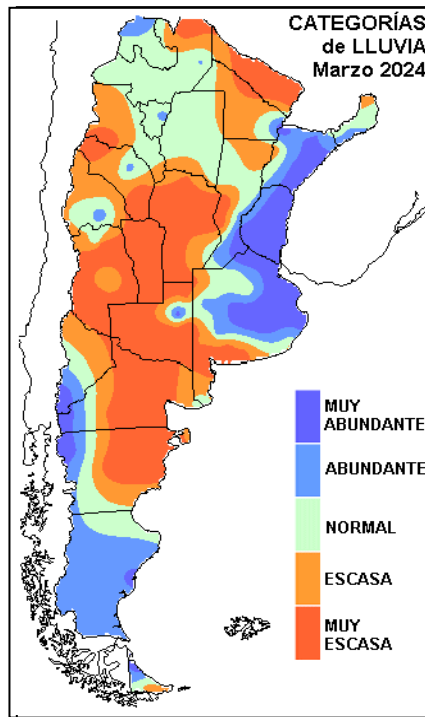 CATEGORÍAS
de LLUVIA
Marzo 2024
MUY
ABUNDANTE
ABUNDANTE
NORMAL
ESCASA
MUY
ESCASA